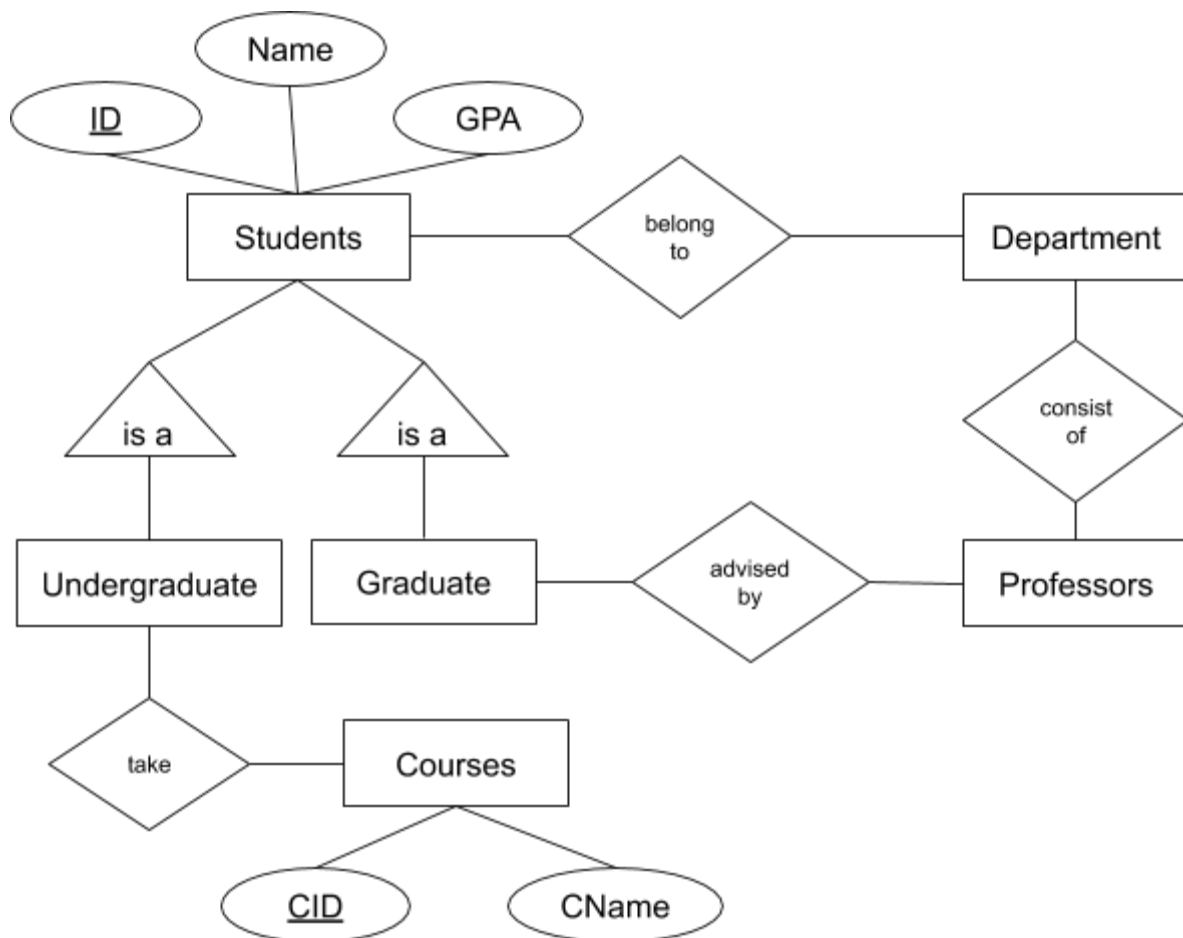 Name
ID
GPA
Students
belong
to
Department
is a
is a
consist
of
Undergraduate
Graduate
advised
by
Professors
take
Courses
CID
CName